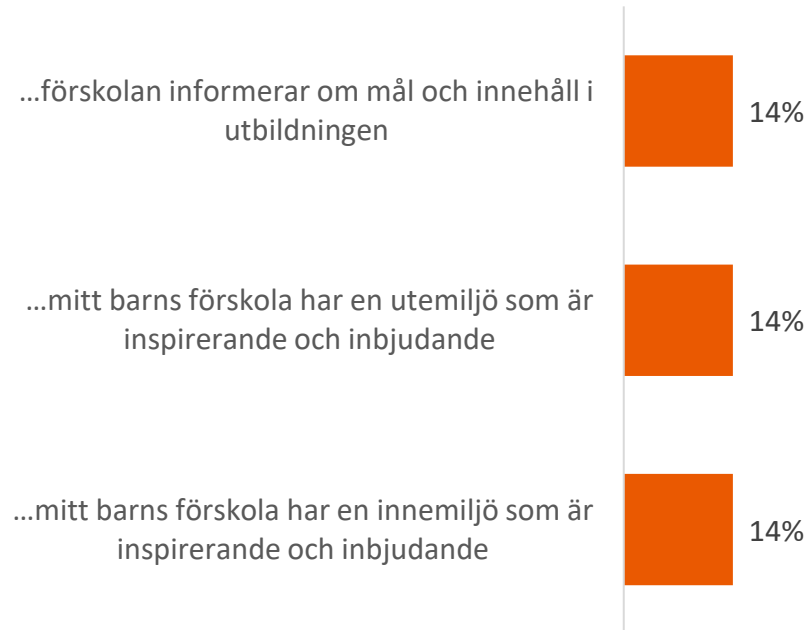 ...förskolan informerar om mål och innehåll i
utbildningen
14%
...mitt barns förskola har en utemiljö som är
inspirerande och inbjudande
14%
...mitt barns förskola har en innemiljö som är
inspirerande och inbjudande
14%